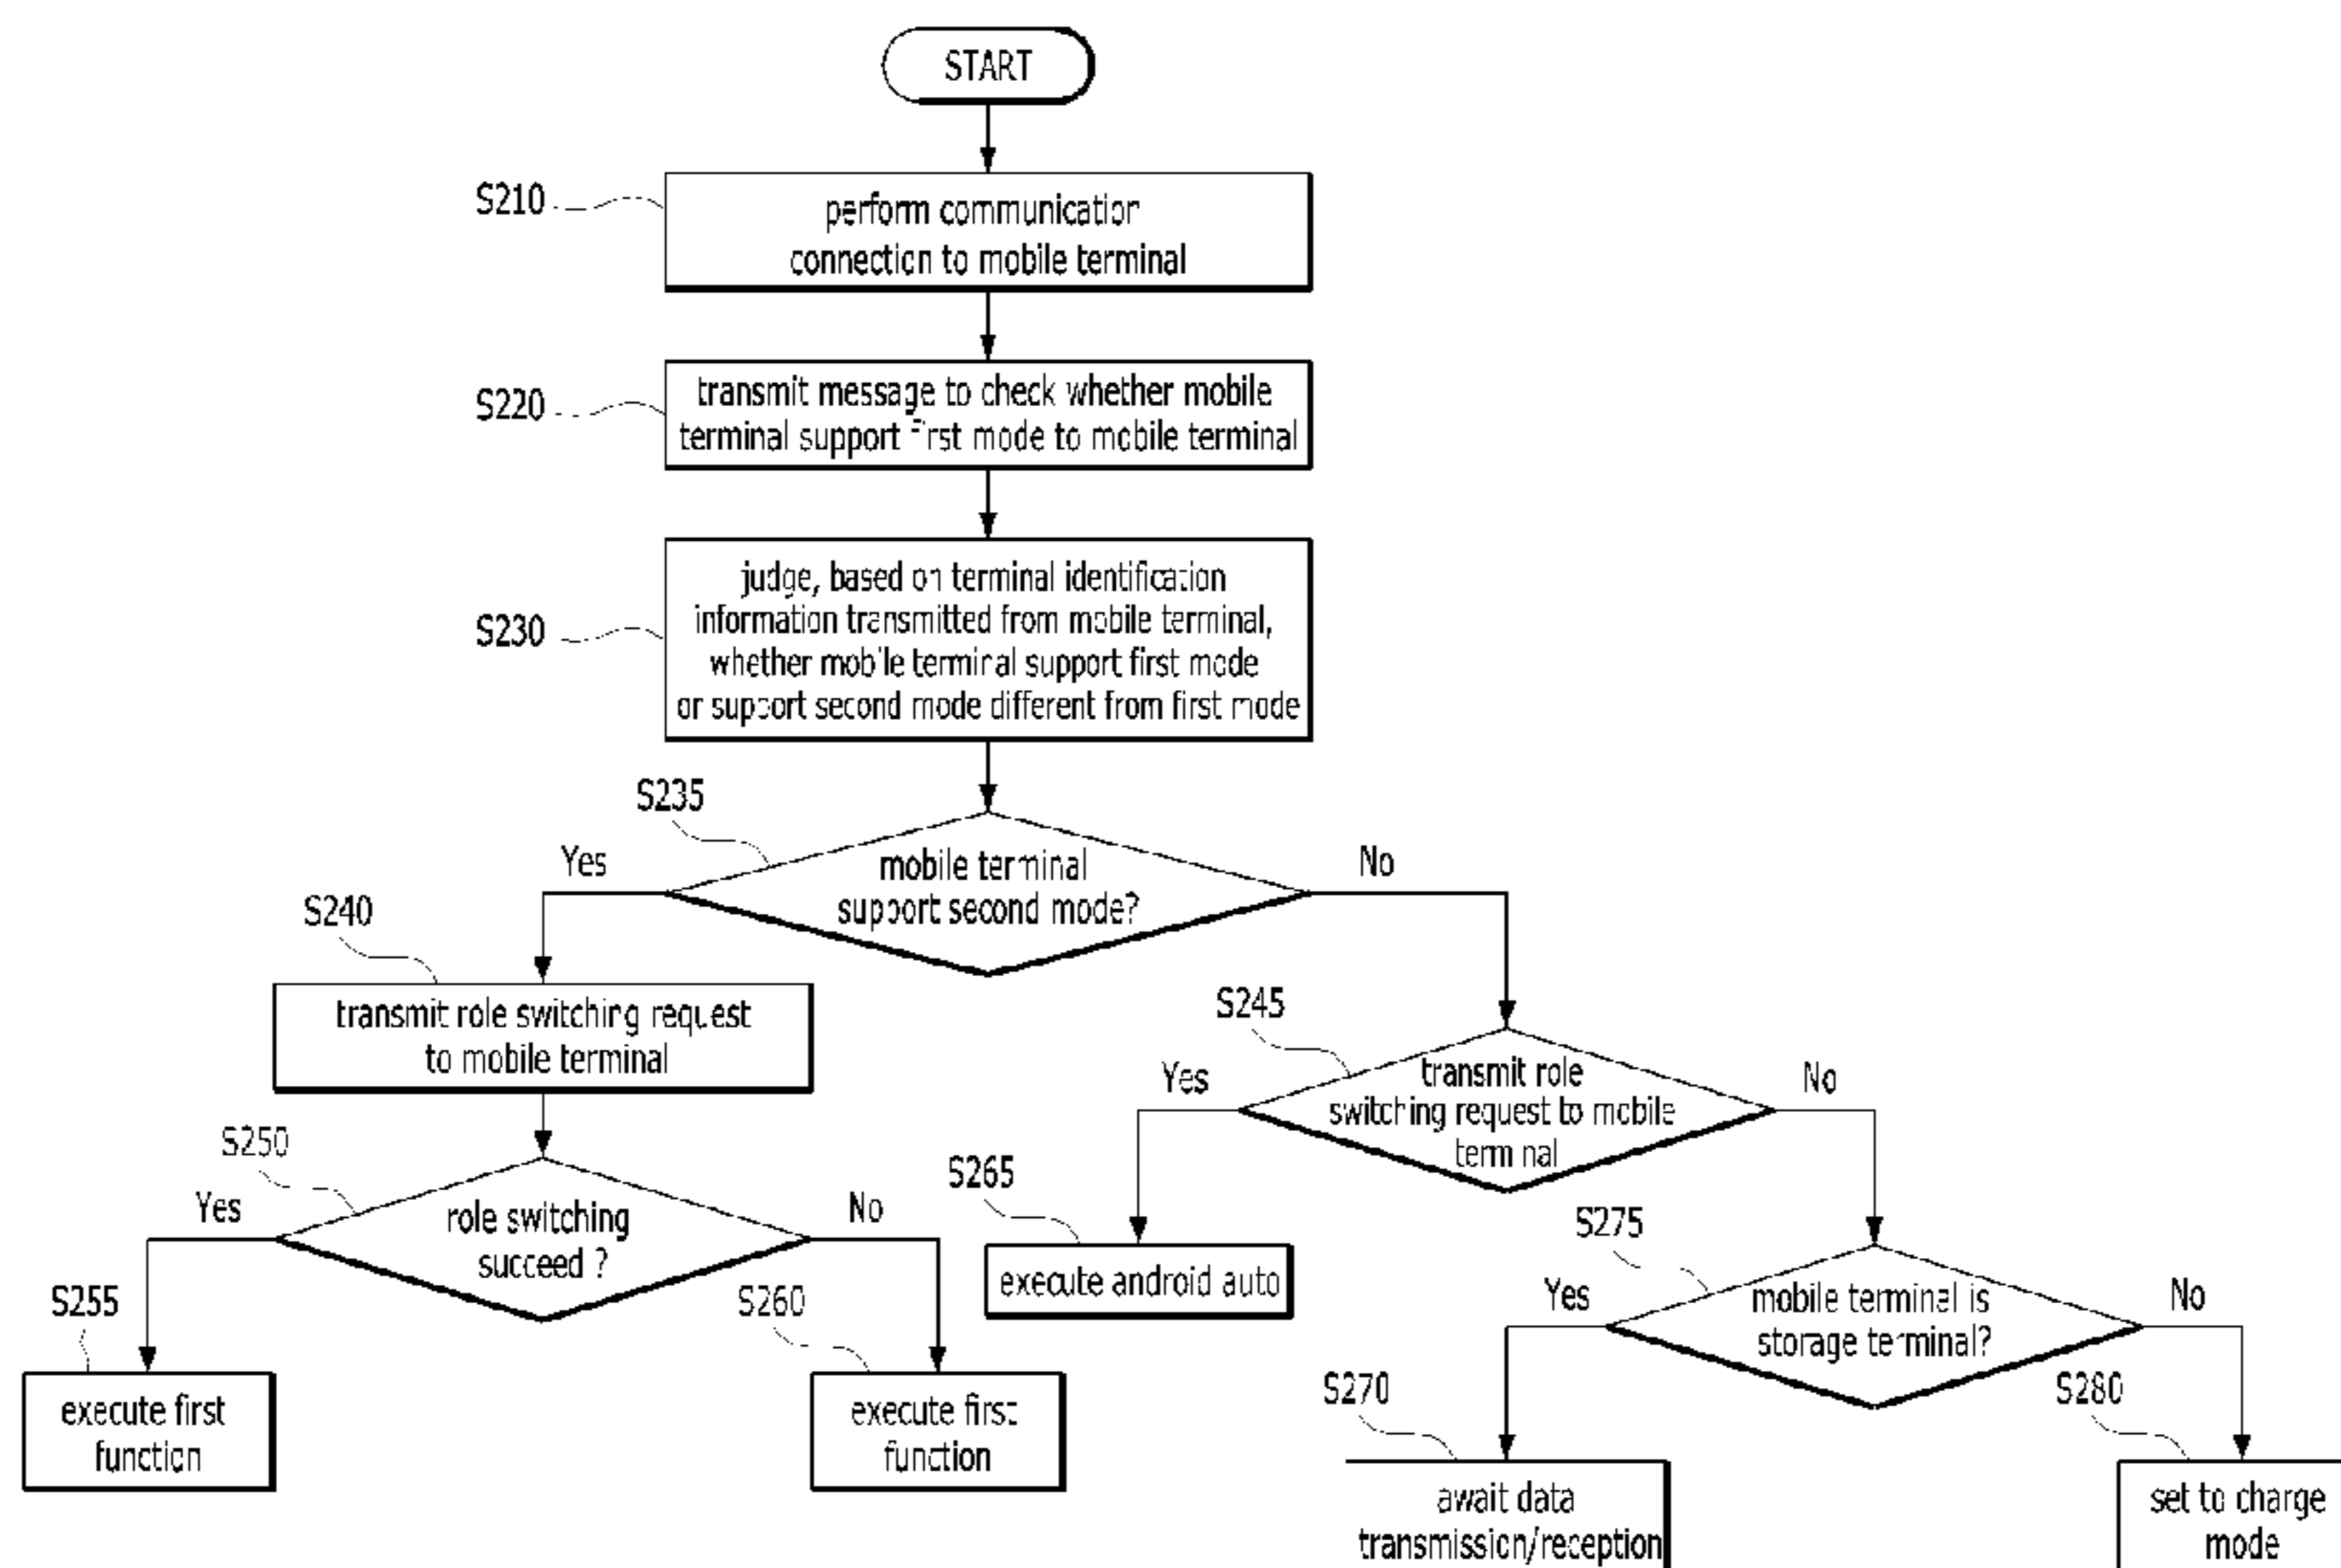 START
S210
perform communication
connection to mobile terminal
S220
transmit message to check whether mobile
terminal support first mode to mobile terminal
S230
judge, based on terminal identification
information transmitted from mobile terminal,
whether mobile terminal support first mode
or support second mode different from first mode
S235
Yes
mobile terminal
support second mode?
No
S240
transmit role switching request
to mobile terminal
S245
Yes
transmit role
switching request to mobile
terminal
No
S250
Yes
role switching
succeed ?
No
S265
execute android auto
S275
Yes
mobile terminal is
storage terminal?
No
S255
execute first
function
S260
execute first
function
S270
await data
transmission/reception
S280
set to charge
mode